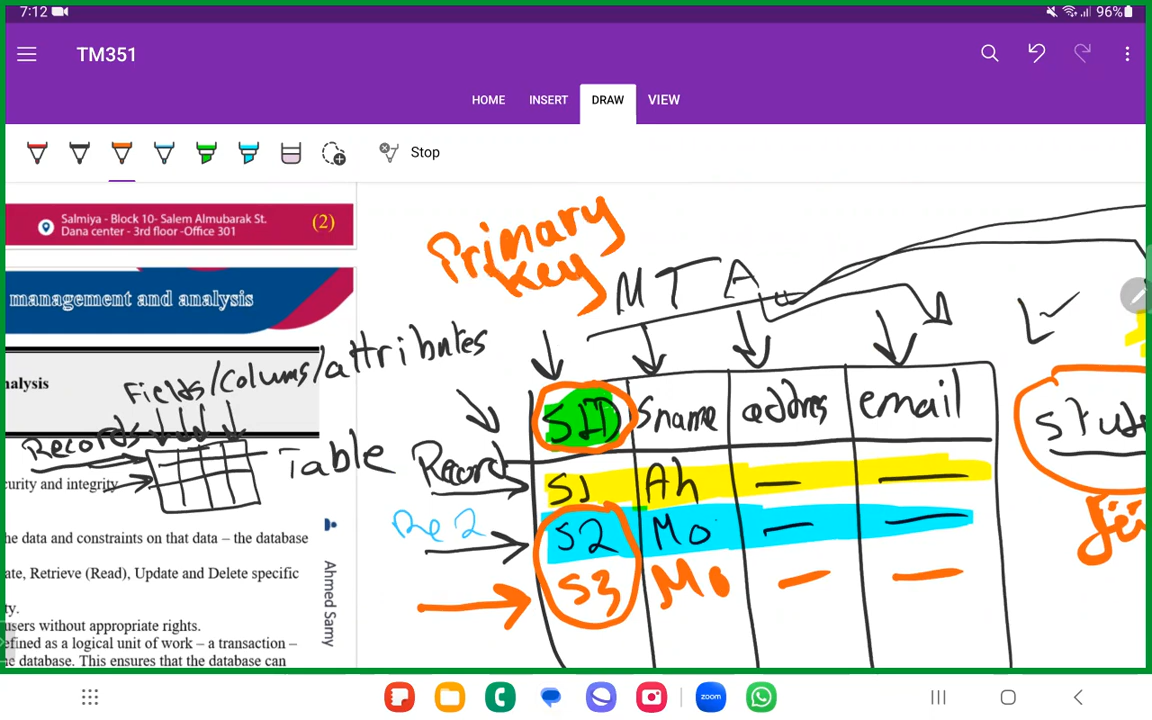 7:12
96%
TM351
HOME INSERT DRAW VIEW
Stop
Salmiya - Block 10- Salem Almubarak St.
Dana center - 3rd floor -Office 301
(2)
management and analysis
nalysis
Fields/Colums/attributes
Records
Table
curity and integrity
he data and constraints on that data – the database
ate, Retrieve (Read), Update and Delete specific
ty.
users without appropriate rights.
efined as a logical unit of work – a transaction –
e database. This ensures that the database can
Ahmed Samy
Primary
Key
MTA
SID Sname addres email
Record
S1 Ah
Re 2
S2 Mo
S3 Mo
Stude
zoom